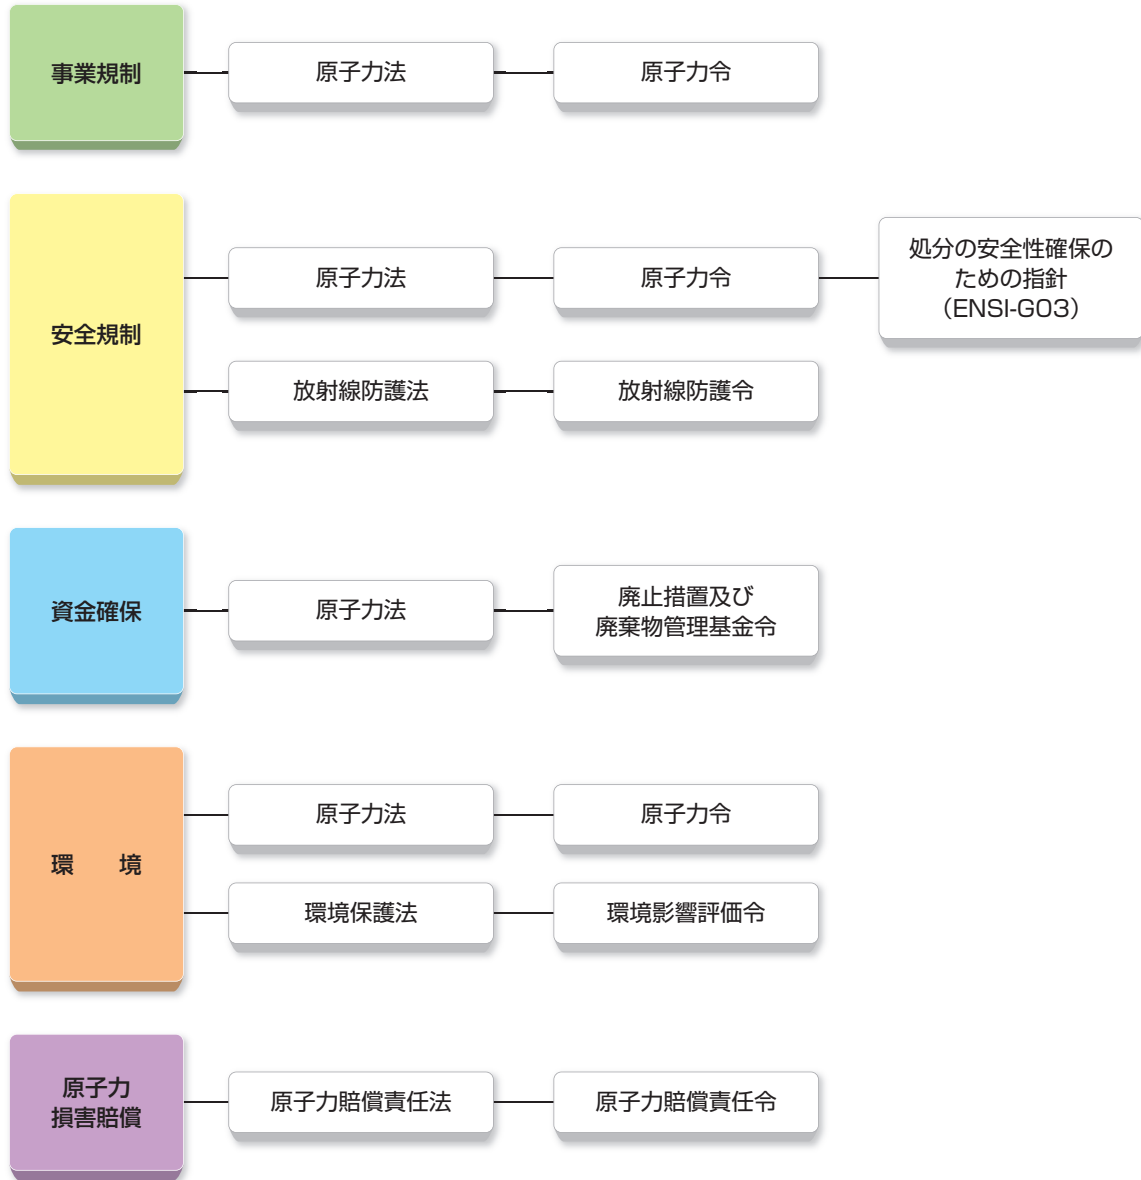 事業規制
原子力法
原子力令
安全規制
原子力法
原子力令
処分の安全性確保の
ための指針
(ENSI-G03)
放射線防護法
放射線防護令
資金確保
原子力法
廃止措置及び
廃棄物管理基金令
環　　境
原子力法
原子力令
環境保護法
環境影響評価令
原子力
損害賠償
原子力賠償責任法
原子力賠償責任令